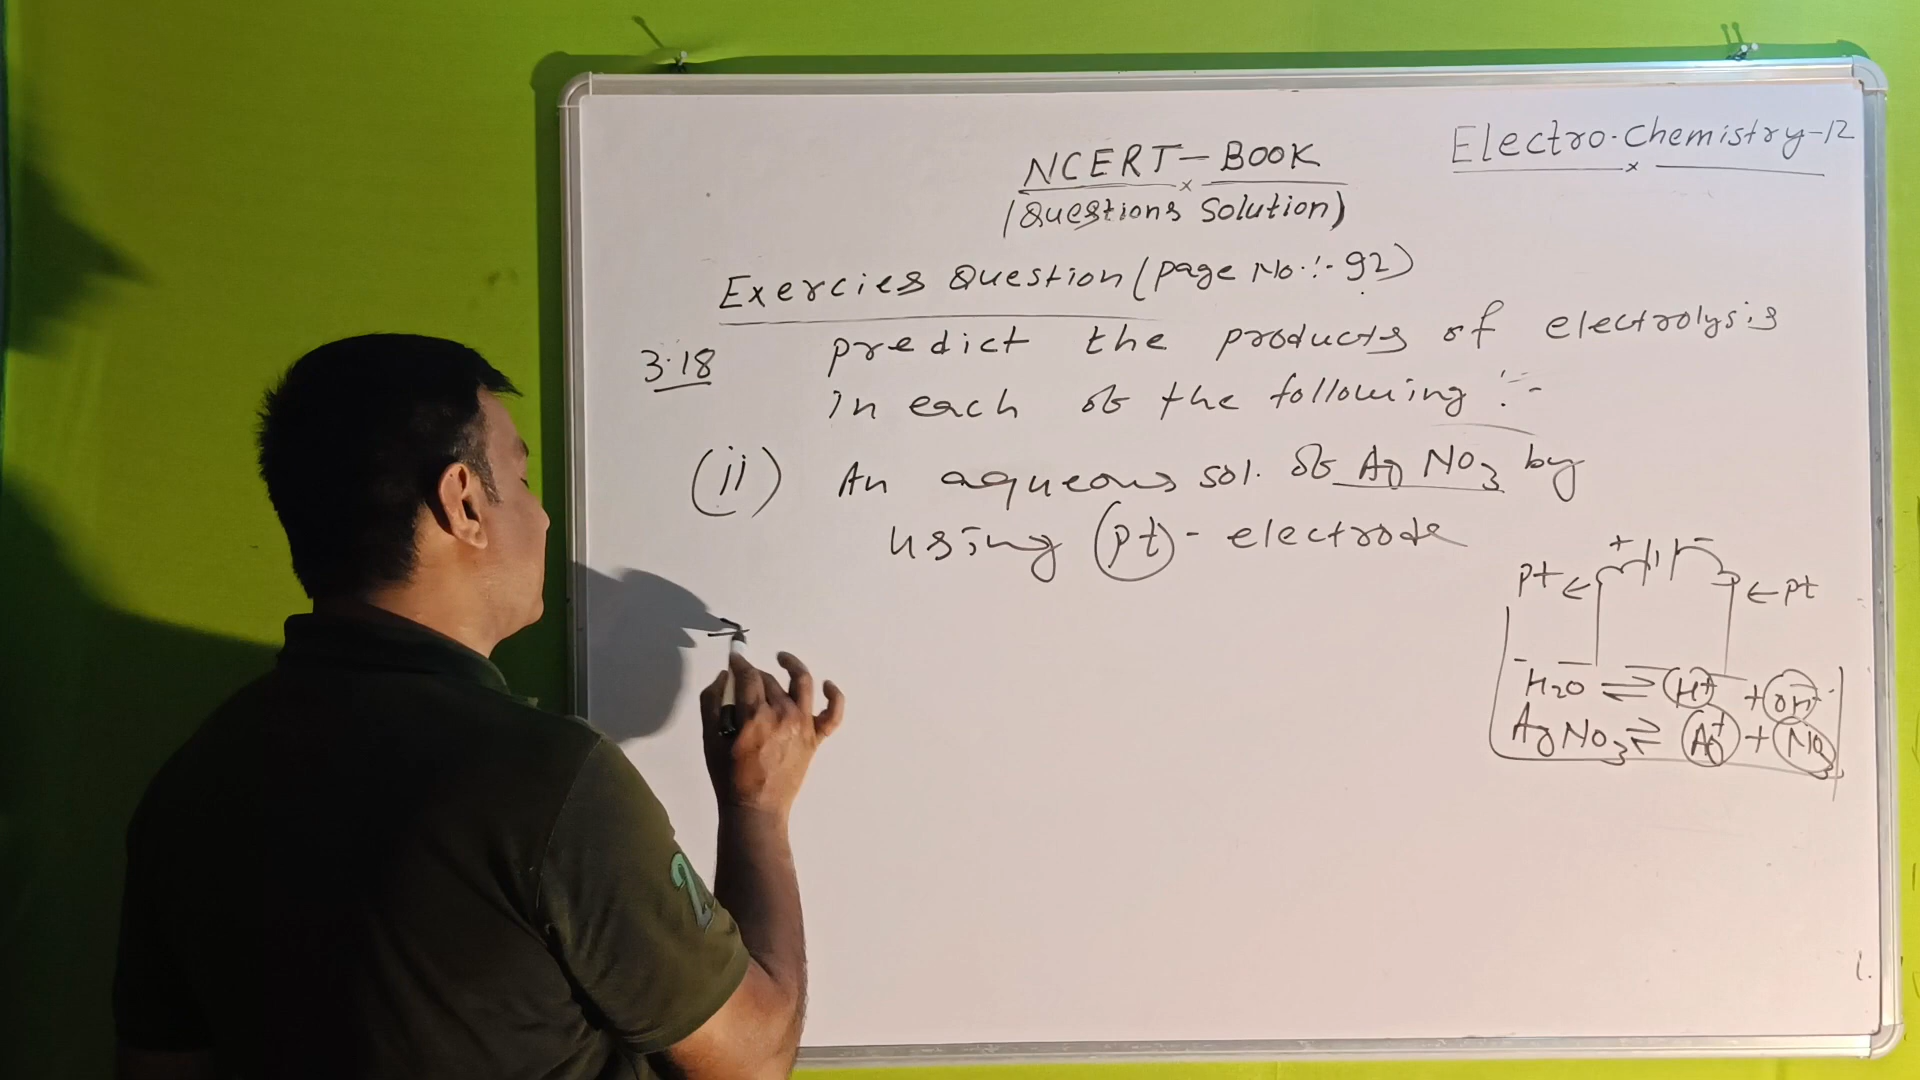 Electro-Chemistry-12
NCERT-BOOK
(Questions Solution)
Exercies Question (page No.:- 92)
3.18 predict the products of electrolysis
in each of the following :-
(ii) An aqueous sol. of Ag NO3 by
using (pt) - electrode
+ -
pt ← ← pt
H2O ⇌ H+ + OH-
AgNO3 ⇌ Ag+ + NO3
2